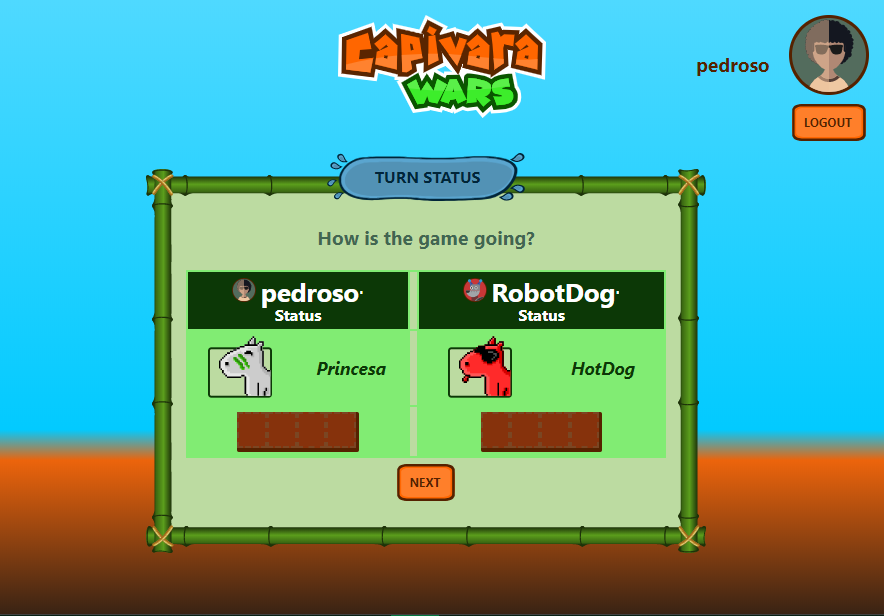 Capivara
WARS
pedroso
LOGOUT
TURN STATUS
How is the game going?
pedroso·
Status
RobotDog·
Status
Princesa
HotDog
NEXT